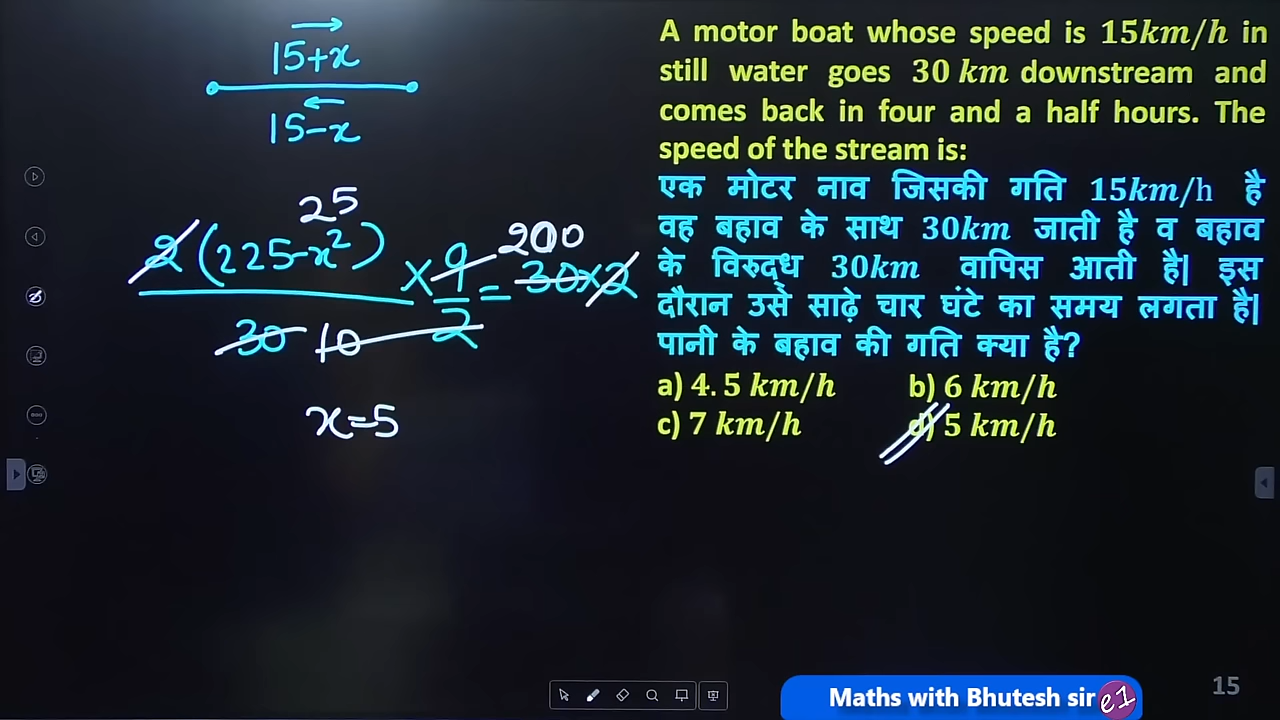 15+x
15-x
25
2(225-x²) × 9 = 30×2
200
30 10 2
x=5
A motor boat whose speed is 15km/h in
still water goes 30 km downstream and
comes back in four and a half hours. The
speed of the stream is:
एक मोटर नाव जिसकी गति 15km/h है
वह बहाव के साथ 30km जाती है व बहाव
के विरुद्ध 30km वापिस आती है| इस
दौरान उसे साढ़े चार घंटे का समय लगता है|
पानी के बहाव की गति क्या है?
a) 4.5 km/h b) 6 km/h
c) 7 km/h d) 5 km/h
Maths with Bhutesh sir e1
15